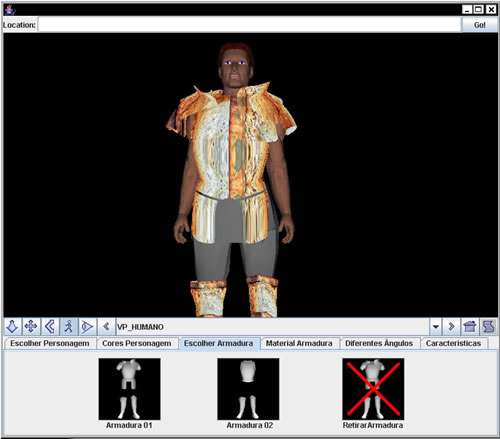 Location:
Go!
VP_HUMANO
Escolher Personagem
Cores Personagem
Escolher Armadura
Material Armadura
Diferentes Ângulos
Caracteristicas
Armadura 01
Armadura 02
RetirarArmadura